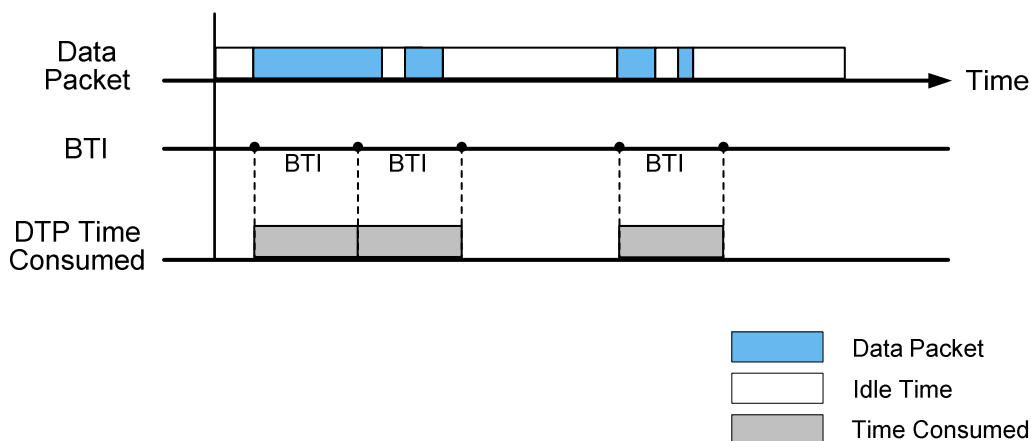 Data
Packet
Time
BTI
BTI
BTI
BTI
DTP Time
Consumed
Data Packet
Idle Time
Time Consumed